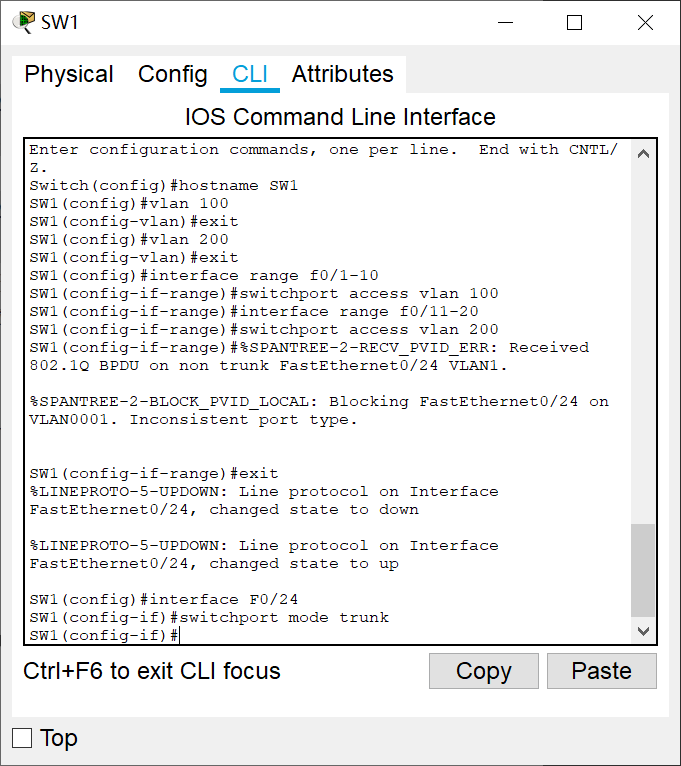 SW1
Physical Config CLI Attributes
IOS Command Line Interface
Enter configuration commands, one per line.  End with CNTL/
Z.
Switch(config)#hostname SW1
SW1(config)#vlan 100
SW1(config-vlan)#exit
SW1(config)#vlan 200
SW1(config-vlan)#exit
SW1(config)#interface range f0/1-10
SW1(config-if-range)#switchport access vlan 100
SW1(config-if-range)#interface range f0/11-20
SW1(config-if-range)#switchport access vlan 200
SW1(config-if-range)#%SPANTREE-2-RECV_PVID_ERR: Received
802.1Q BPDU on non trunk FastEthernet0/24 VLAN1.
%SPANTREE-2-BLOCK_PVID_LOCAL: Blocking FastEthernet0/24 on
VLAN0001. Inconsistent port type.
SW1(config-if-range)#exit
%LINEPROTO-5-UPDOWN: Line protocol on Interface
FastEthernet0/24, changed state to down
%LINEPROTO-5-UPDOWN: Line protocol on Interface
FastEthernet0/24, changed state to up
SW1(config)#interface F0/24
SW1(config-if)#switchport mode trunk
SW1(config-if)#
Ctrl+F6 to exit CLI focus
Copy Paste
Top